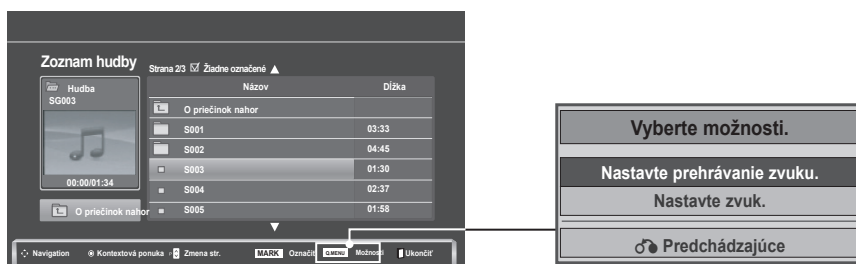 Zoznam hudby
Strana 2/3 ☑ Žiadne označené ▲
Hudba
SG003
00:00/01:34
O priečinok nahor
Názov Dĺžka
O priečinok nahor
S001 03:33
S002 04:45
S003 01:30
S004 02:37
S005 01:58
▼
Navigation Kontextová ponuka P Zmena str. MARK Označiť Q.MENU Možnosti Ukončiť
Vyberte možnosti.
Nastavte prehrávanie zvuku.
Nastavte zvuk.
Predchádzajúce